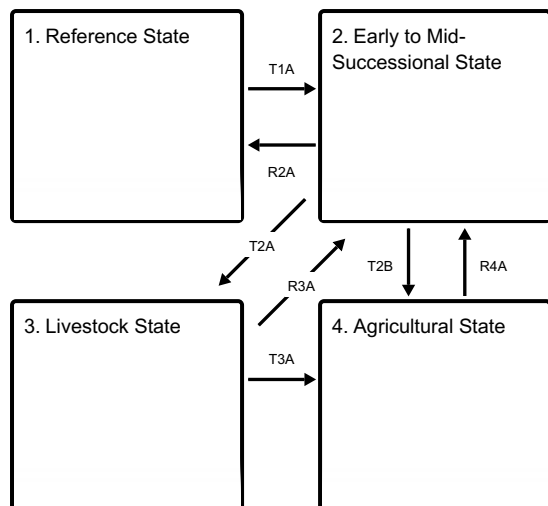 1. Reference State
2. Early to Mid-
Successional State
T1A
R2A
T2A
R3A
T2B
R4A
3. Livestock State
4. Agricultural State
T3A